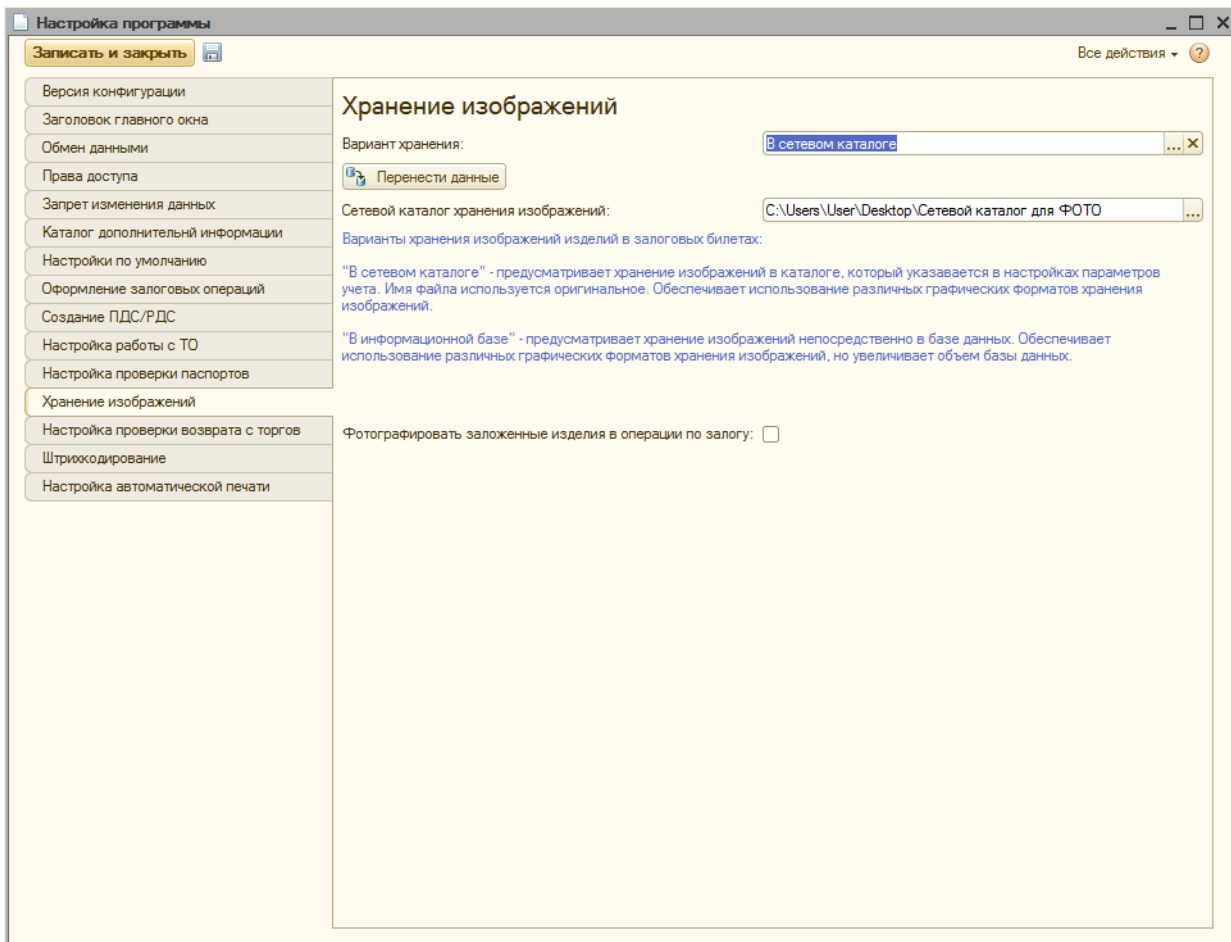 Настройка программы
Записать и закрыть
Все действия
Версия конфигурации
Заголовок главного окна
Обмен данными
Права доступа
Запрет изменения данных
Каталог дополнительнй информации
Настройки по умолчанию
Оформление залоговых операций
Создание ПДС/РДС
Настройка работы с ТО
Настройка проверки паспортов
Хранение изображений
Настройка проверки возврата с торгов
Штрихкодирование
Настройка автоматической печати
Хранение изображений
Вариант хранения: В сетевом каталоге ...
Перенести данные
Сетевой каталог хранения изображений: C:\Users\User\Desktop\Сетевой каталог для ФОТО ...
Варианты хранения изображений изделий в залоговых билетах:
"В сетевом каталоге" - предусматривает хранение изображений в каталоге, который указавается в настройках параметров
учета. Имя файла используется оригинальное. Обеспечивает использование различных графических форматов хранения
изображений.
"В информационной базе" - предусматривает хранение изображений непосредственно в базе данных. Обеспечивает
использование различных графических форматов хранения изображений, но увеличивает объем базы данных.
Фотографировать заложенные изделия в операции по залогу: